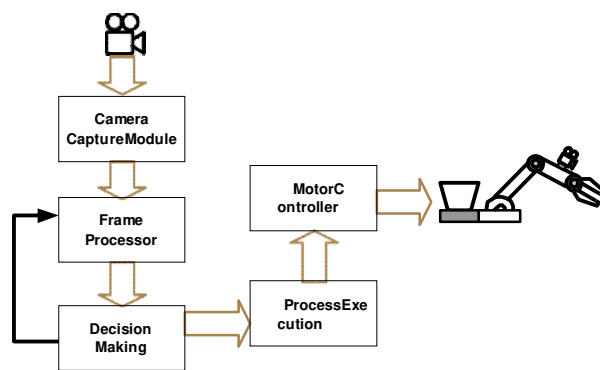 Camera
CaptureModule
MotorC
ontroller
Frame
Processor
ProcessExe
cution
Decision
Making